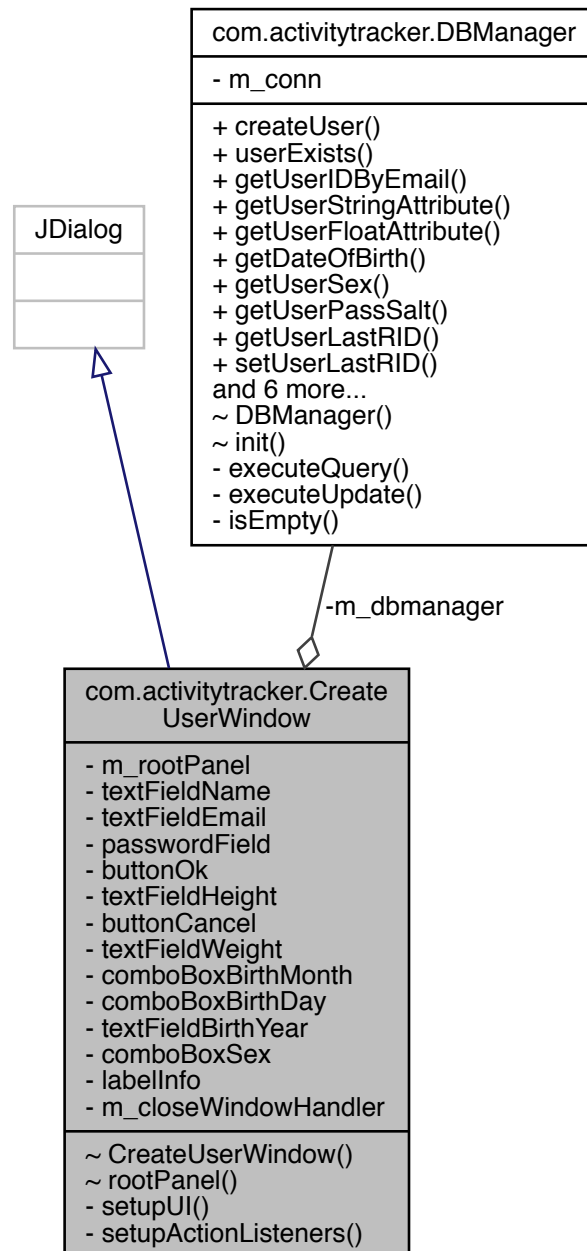 com.activitytracker.DBManager
- m_conn
+ createUser()
+ userExists()
+ getUserIDByEmail()
+ getUserStringAttribute()
+ getUserFloatAttribute()
+ getDateOfBirth()
+ getUserSex()
+ getUserPassSalt()
+ getUserLastRID()
+ setUserLastRID()
and 6 more...
~ DBManager()
~ init()
- executeQuery()
- executeUpdate()
- isEmpty()
JDialog
-m_dbmanager
com.activitytracker.Create
UserWindow
- m_rootPanel
- textFieldName
- textFieldEmail
- passwordField
- buttonOk
- textFieldHeight
- buttonCancel
- textFieldWeight
- comboBoxBirthMonth
- comboBoxBirthDay
- textFieldBirthYear
- comboBoxSex
- labelInfo
- m_closeWindowHandler
~ CreateUserWindow()
~ rootPanel()
- setupUI()
- setupActionListeners()